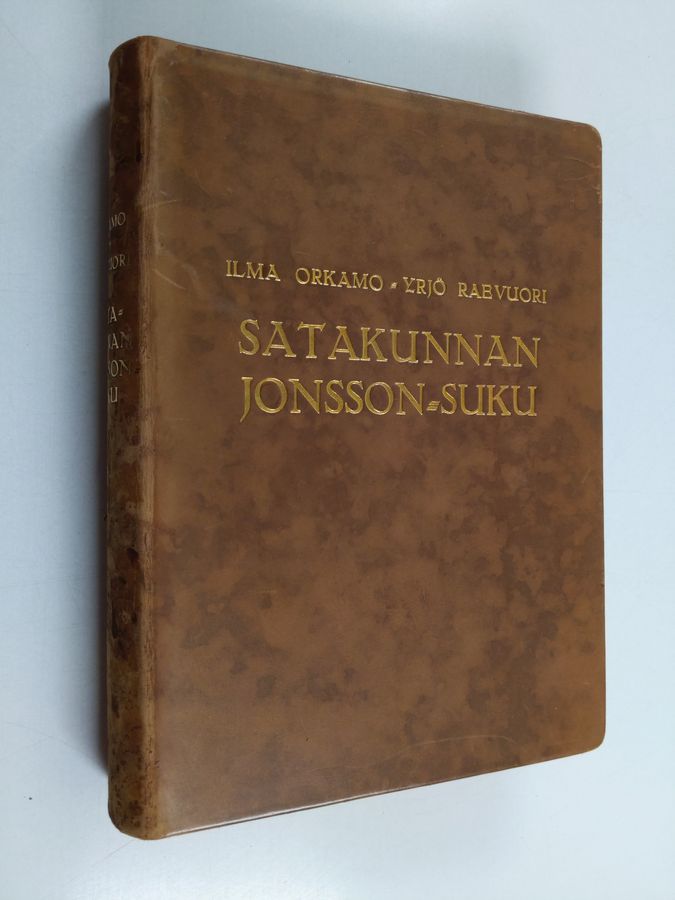 ILMA ORKAMO - YRJÖ RAEVUORI
SATAKUNNAN
JONSSON=SUKU